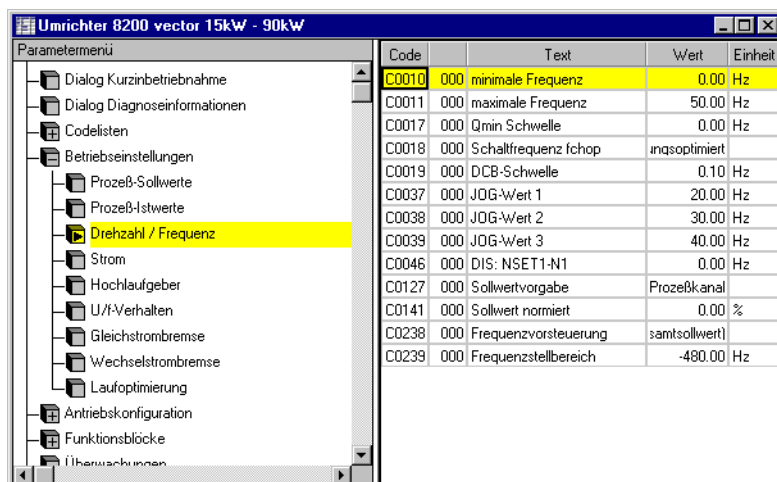 Umrichter 8200 vector 15kW - 90kW
Parametermenü
Dialog Kurzinbetriebnahme
Dialog Diagnoseinformationen
Codelisten
Betriebseinstellungen
Prozeß-Sollwerte
Prozeß-Istwerte
Drehzahl / Frequenz
Strom
Hochlaufgeber
U/f-Verhalten
Gleichstrombremse
Wechselstrombremse
Laufoptimierung
Antriebskonfiguration
Funktionsblöcke
Überwachungen
Code Text Wert Einheit
C0010 000 minimale Frequenz 0.00 Hz
C0011 000 maximale Frequenz 50.00 Hz
C0017 000 Qmin Schwelle 0.00 Hz
C0018 000 Schaltfrequenz fchop ungsoptimiert
C0019 000 DCB-Schwelle 0.10 Hz
C0037 000 JOG-Wert 1 20.00 Hz
C0038 000 JOG-Wert 2 30.00 Hz
C0039 000 JOG-Wert 3 40.00 Hz
C0046 000 DIS: NSET1-N1 0.00 Hz
C0127 000 Sollwertvorgabe Prozeßkanal
C0141 000 Sollwert normiert 0.00 %
C0238 000 Frequenzvorsteuerung samtsollwert)
C0239 000 Frequenzstellbereich -480.00 Hz